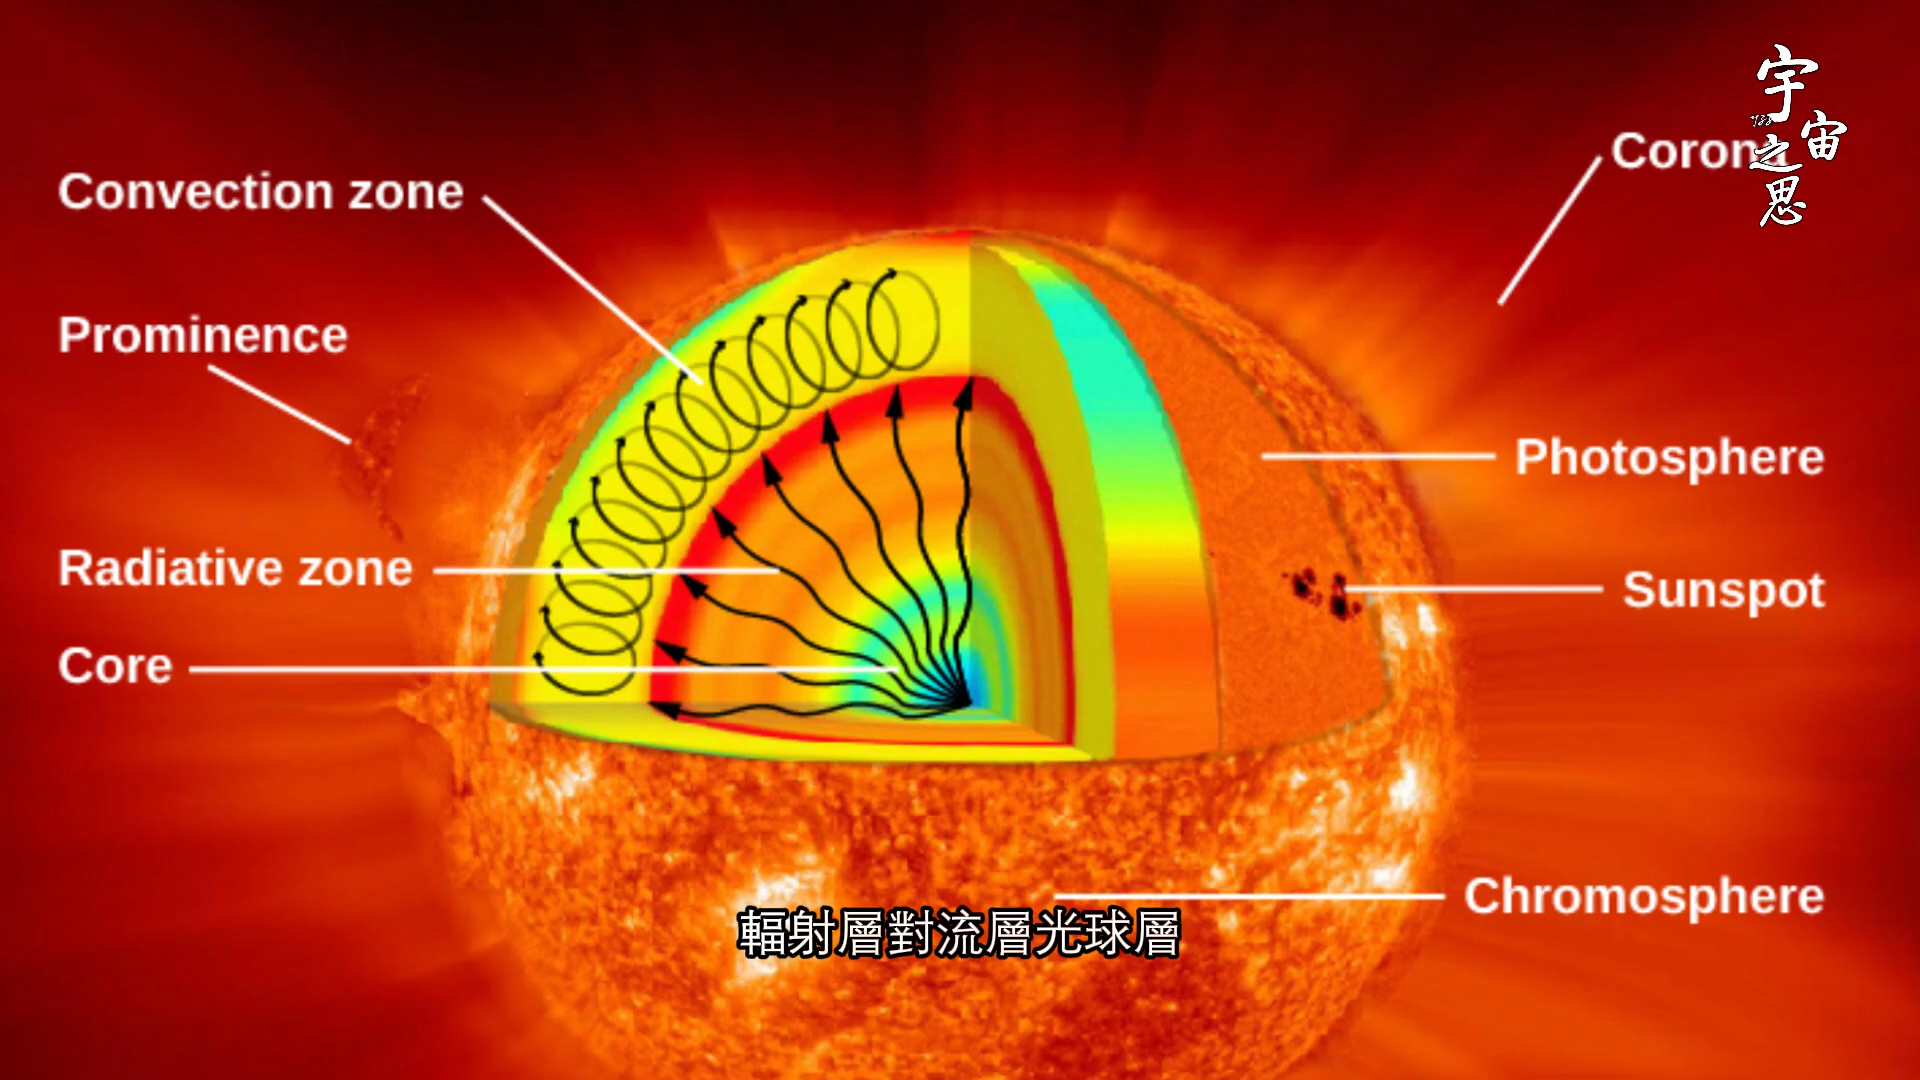 宇宙之思
Corona
Convection zone
Prominence
Photosphere
Radiative zone
Sunspot
Core
Chromosphere
輻射層對流層光球層